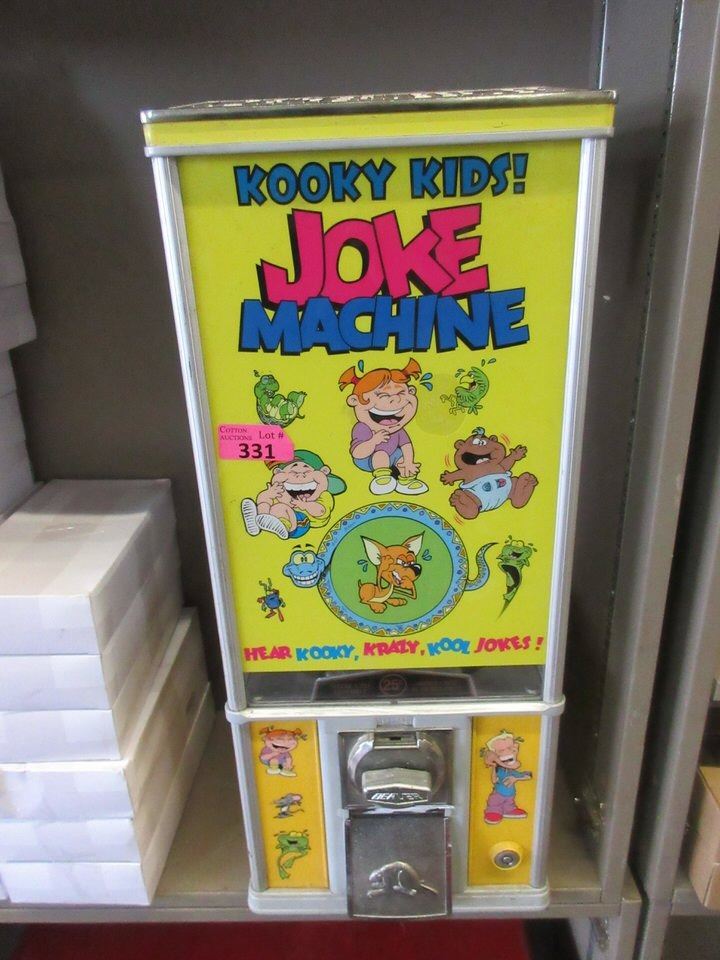 KOOKY KIDS!
JOKE
MACHINE
COTTON
AUCTIONS Lot #
331
HEAR KOOKY, KRAZY, KOOL JOKES!
25¢
BEAVER